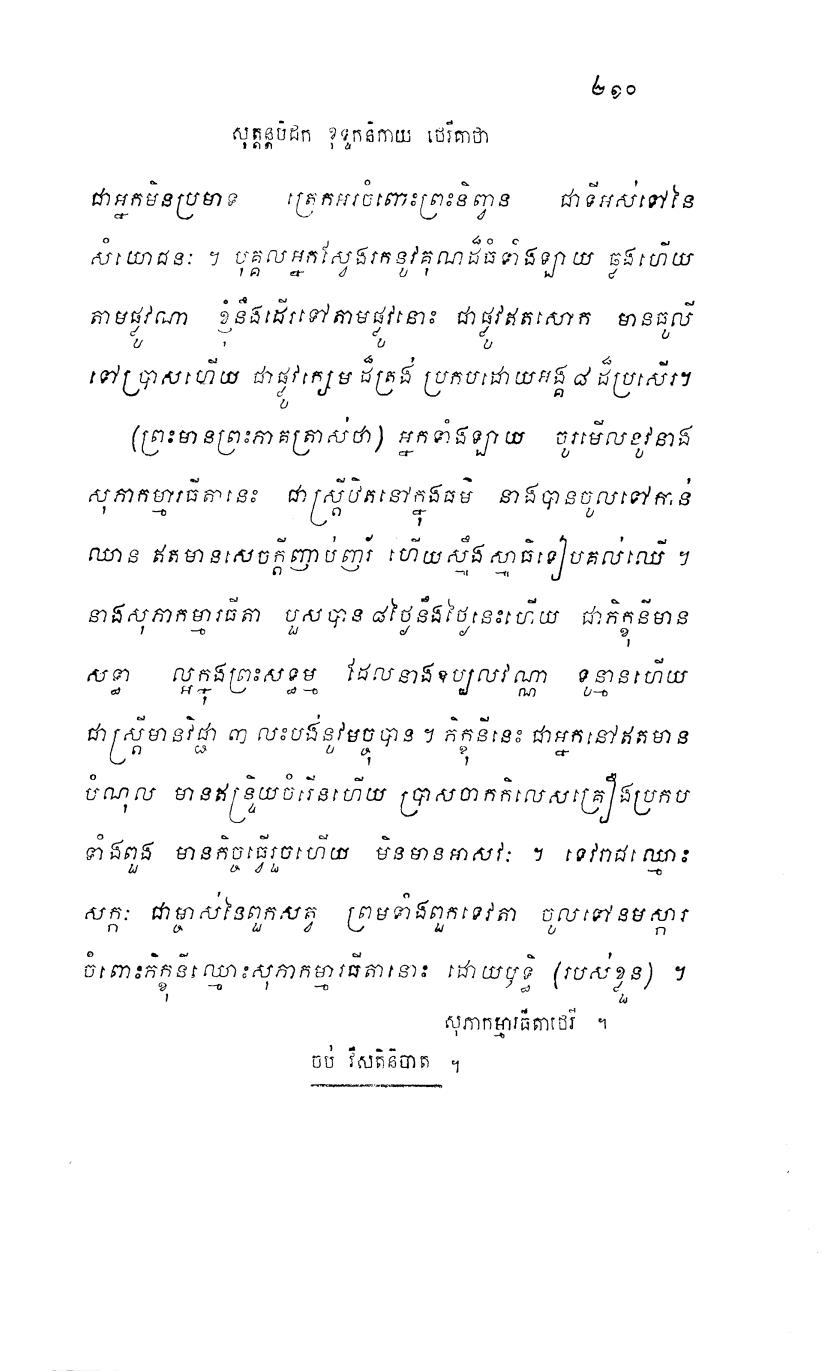 ២១០
សុត្តន្តបិដក ខុទ្ទកនិកាយ ថេរីគាថា
ជាអ្នកមិនប្រមាទ ត្រេកអរចំពោះព្រះនិព្វាន ជាទីអស់ទៅនៃ
សំយោជនៈ ។ បុគ្គលអ្នកស្វែងរកនូវគុណដ៏ធំទាំងឡាយ ឆ្លងហើយ
តាមផ្លូវណា ខ្ញុំនឹងដើរទៅតាមផ្លូវនោះ ជាផ្លូវឥតសោក មានធូលី
ទៅប្រាសហើយ ជាផ្លូវក្សេម ដ៏ត្រង់ ប្រកបដោយអង្គ ៨ ដ៏ប្រសើរ។
(ព្រះមានព្រះភាគត្រាស់ថា) អ្នកទាំងឡាយ ចូរមើលនូវនាង
សុភាកម្មារធីតានេះ ជាស្ត្រីឋិតនៅក្នុងធម៌ នាងបានចូលទៅកាន់
ឈាន ឥតមានសេចក្តីញាប់ញ័រ ហើយស្មឹងស្មាធិទៀបគល់ឈើ ។
នាងសុភាកម្មារធីតា បួសបាន ៨ថ្ងៃនឹងថ្ងៃនេះហើយ ជាភិក្ខុនីមាន
សទ្ធា ល្អក្នុងព្រះសទ្ធម្ម ដែលនាងឧប្បលវណ្ណា ទូន្មានហើយ
ជាស្ត្រីមានវិជ្ជា ៣ លះបង់នូវមច្ចុបាន ។ ភិក្ខុនីនេះ ជាអ្នកនៅឥតមាន
បំណុល មានឥន្ទ្រិយចំរើនហើយ ប្រាសចាកកិលេសគ្រឿងប្រកប
ទាំងពួង មានកិច្ចធ្វើរួចហើយ មិនមានអាសវៈ ។ ទេវរាជឈ្មោះ
សក្កៈ ជាម្ចាស់នៃពួកសត្វ ព្រមទាំងពួកទេវតា ចូលទៅនមស្ការ
ចំពោះភិក្ខុនីឈ្មោះសុភាកម្មារធីតានោះ ដោយឫទ្ធិ (របស់ខ្លួន) ។
សុភាកម្មារធីតាថេរី ។
ចប់ វីសតិនិបាត ។